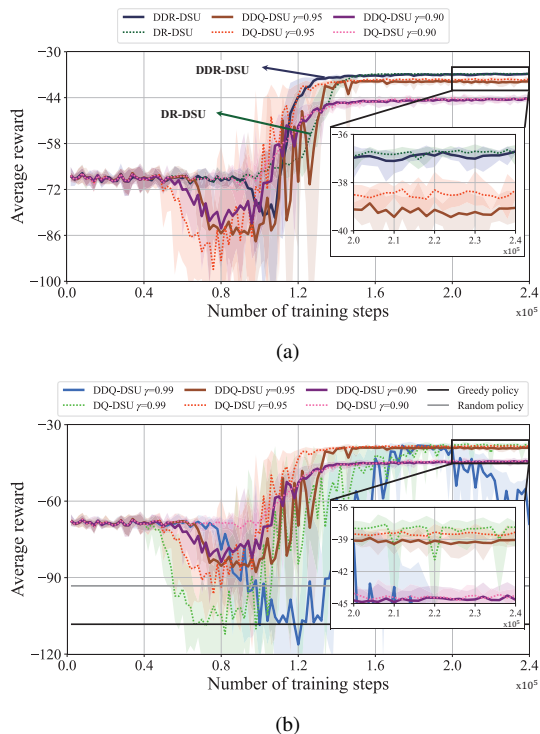 DDR-DSU DDQ-DSU γ=0.95 DDQ-DSU γ=0.90
DR-DSU DQ-DSU γ=0.95 DQ-DSU γ=0.90
Average reward
-30
-44
-58
-72
-86
-100
DDR-DSU
DR-DSU
-36
-37
-38
-39
-40
2.0 2.1 2.2 2.3 2.4
×10⁵
0.0 0.4 0.8 1.2 1.6 2.0 2.4
Number of training steps ×10⁵
(a)
DDQ-DSU γ=0.99 DDQ-DSU γ=0.95 DDQ-DSU γ=0.90 Greedy policy
DQ-DSU γ=0.99 DQ-DSU γ=0.95 DQ-DSU γ=0.90 Random policy
Average reward
-30
-60
-90
-120
-36
-39
-42
-45
2.0 2.1 2.2 2.3 2.4
×10⁵
0.0 0.4 0.8 1.2 1.6 2.0 2.4
Number of training steps ×10⁵
(b)